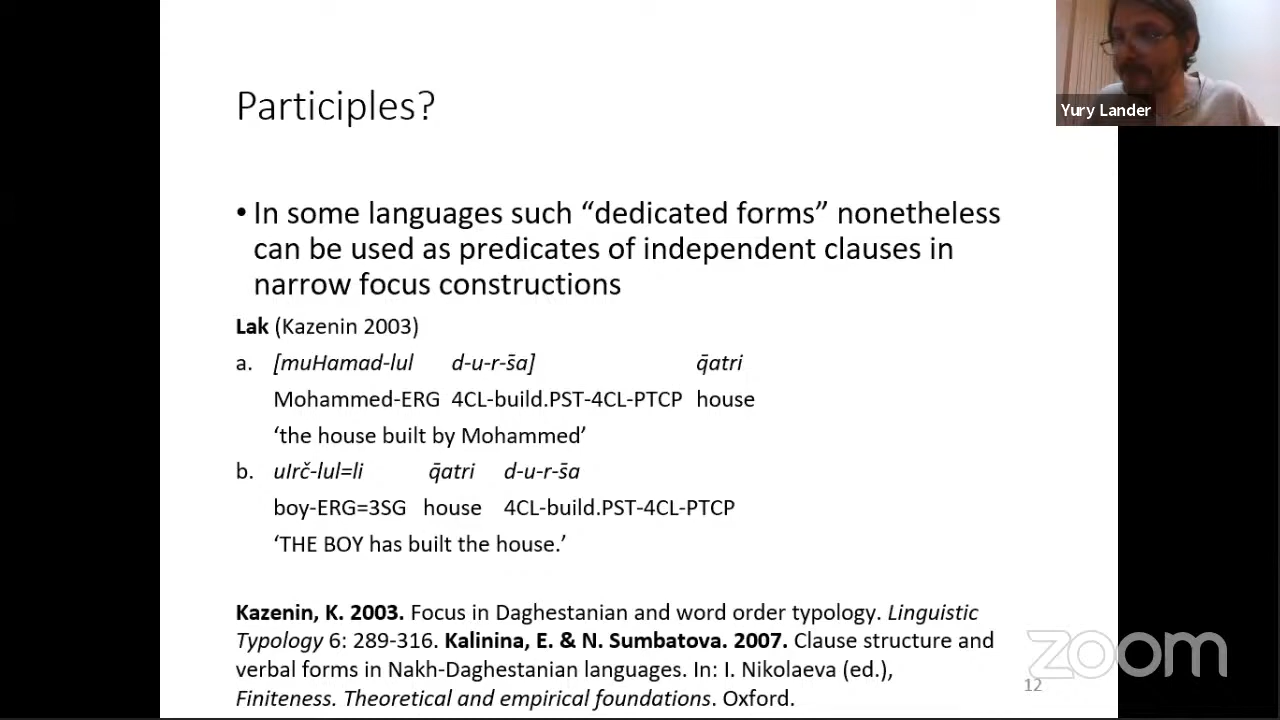 Participles?
• In some languages such “dedicated forms” nonetheless
can be used as predicates of independent clauses in
narrow focus constructions
Lak (Kazenin 2003)
a. [muHamad-lul d-u-r-s̄̌a] q̄atri
Mohammed-ERG 4CL-build.PST-4CL-PTCP house
‘the house built by Mohammed’
b. uIrč-lul=li q̄atri d-u-r-s̄̌a
boy-ERG=3SG house 4CL-build.PST-4CL-PTCP
‘THE BOY has built the house.’
Kazenin, K. 2003. Focus in Daghestanian and word order typology. Linguistic
Typology 6: 289-316. Kalinina, E. & N. Sumbatova. 2007. Clause structure and
verbal forms in Nakh-Daghestanian languages. In: I. Nikolaeva (ed.),
Finiteness. Theoretical and empirical foundations. Oxford.
12
Yury Lander
zoom